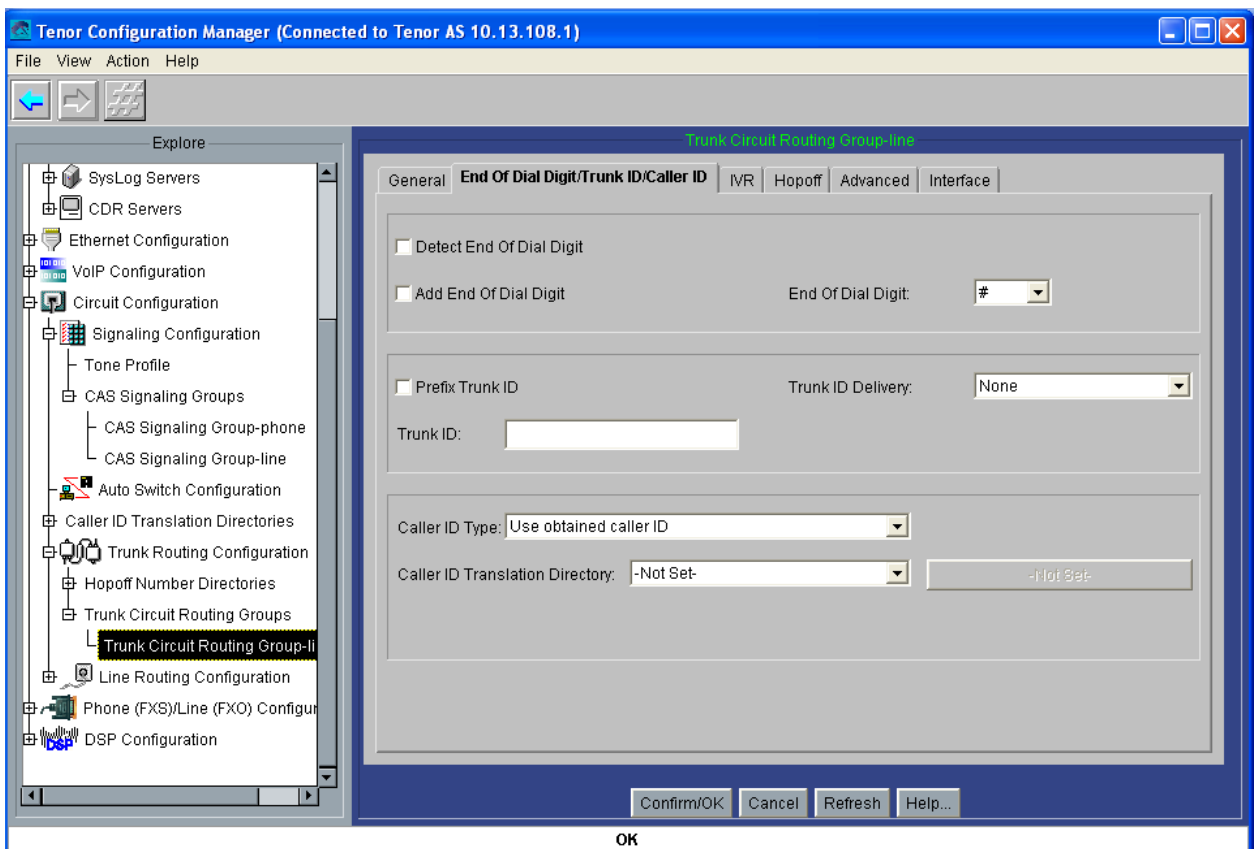 Tenor Configuration Manager (Connected to Tenor AS 10.13.108.1)
File View Action Help
Explore
SysLog Servers
CDR Servers
Ethernet Configuration
VoIP Configuration
Circuit Configuration
Signaling Configuration
Tone Profile
CAS Signaling Groups
CAS Signaling Group-phone
CAS Signaling Group-line
Auto Switch Configuration
Caller ID Translation Directories
Trunk Routing Configuration
Hopoff Number Directories
Trunk Circuit Routing Groups
Trunk Circuit Routing Group-li
Line Routing Configuration
Phone (FXS)/Line (FXO) Configur
DSP
DSP Configuration
Trunk Circuit Routing Group-line
General End Of Dial Digit/Trunk ID/Caller ID IVR Hopoff Advanced Interface
Detect End Of Dial Digit
Add End Of Dial Digit End Of Dial Digit: #
Prefix Trunk ID Trunk ID Delivery: None
Trunk ID:
Caller ID Type: Use obtained caller ID
Caller ID Translation Directory: -Not Set- -Not Set-
Confirm/OK Cancel Refresh Help...
OK